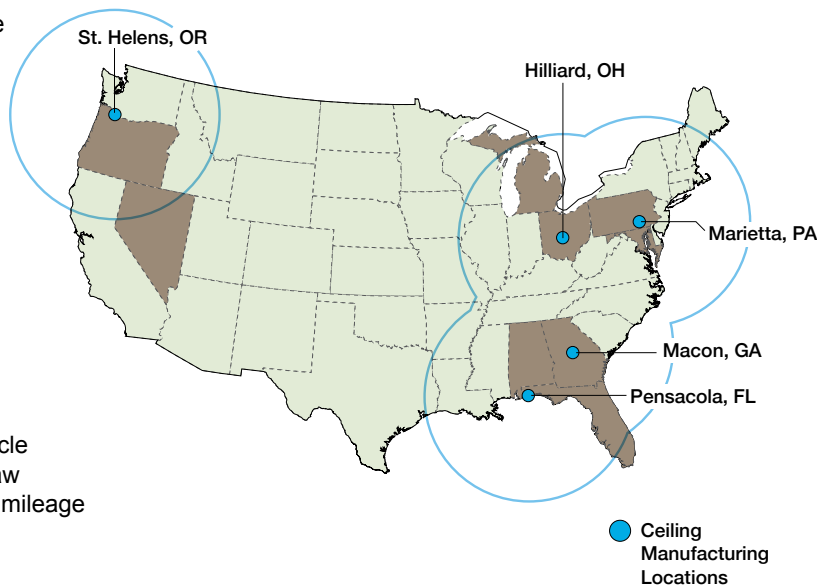 e
St. Helens, OR
Hilliard, OH
Marietta, PA
Macon, GA
Pensacola, FL
cle
aw
mileage
Ceiling
Manufacturing
Locations